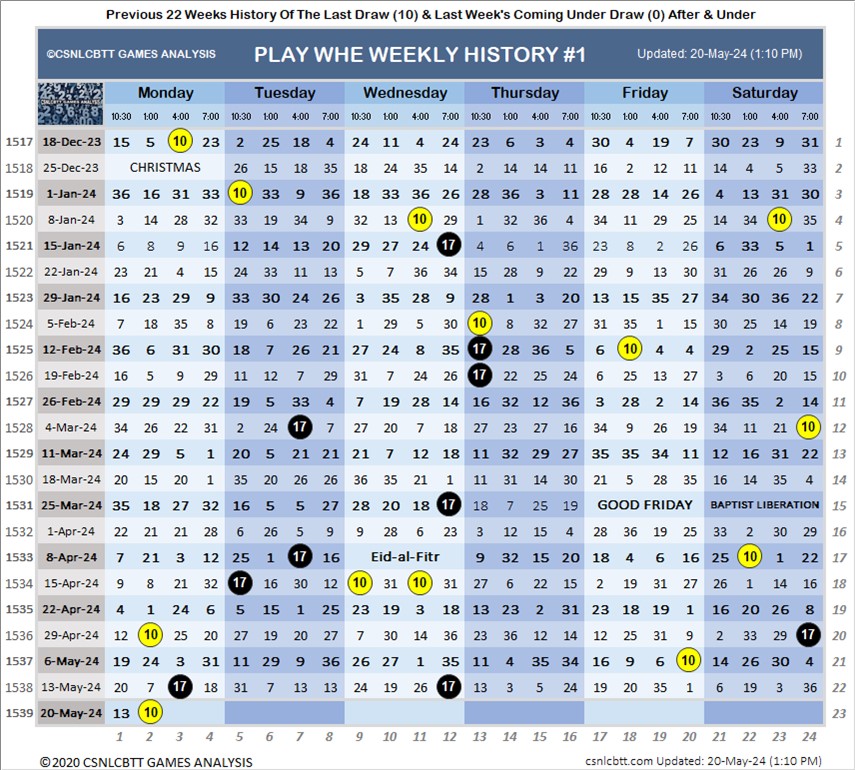 Previous 22 Weeks History Of The Last Draw (10) & Last Week's Coming Under Draw (0) After & Under
©CSNLCBTT GAMES ANALYSIS PLAY WHE WEEKLY HISTORY #1 Updated: 20-May-24 (1:10 PM)
Monday Tuesday Wednesday Thursday Friday Saturday
10:30 1:00 4:00 7:00 10:30 1:00 4:00 7:00 10:30 1:00 4:00 7:00 10:30 1:00 4:00 7:00 10:30 1:00 4:00 7:00 10:30 1:00 4:00 7:00
1517 18-Dec-23 15 5 10 23 2 25 18 4 24 11 4 24 23 6 3 4 30 4 19 7 30 23 9 31 1
1518 25-Dec-23 CHRISTMAS 26 15 18 35 18 24 35 14 2 14 14 11 16 2 12 11 14 4 5 33 2
1519 1-Jan-24 36 16 31 33 10 33 9 36 18 33 36 26 28 36 3 11 28 28 14 26 4 13 31 30 3
1520 8-Jan-24 3 14 28 32 33 19 34 9 32 13 10 29 1 32 36 4 34 11 29 25 14 34 10 35 4
1521 15-Jan-24 6 8 9 16 12 14 13 20 29 27 24 17 4 6 1 36 23 8 2 26 6 33 5 1 5
1522 22-Jan-24 23 21 4 15 24 33 11 13 5 7 36 34 15 28 9 22 29 9 13 30 31 26 26 9 6
1523 29-Jan-24 16 23 29 9 33 30 24 26 3 35 28 9 28 1 3 20 13 15 35 27 34 30 36 22 7
1524 5-Feb-24 7 18 35 8 19 6 23 22 1 29 5 30 10 8 32 27 31 35 1 15 30 25 14 19 8
1525 12-Feb-24 36 6 31 30 18 7 26 21 27 24 8 35 17 28 36 5 6 10 4 4 29 2 25 15 9
1526 19-Feb-24 16 5 9 29 11 12 7 29 31 7 24 26 17 22 25 24 6 25 13 27 3 6 20 15 10
1527 26-Feb-24 29 29 29 22 19 5 33 4 7 19 28 14 16 32 12 36 3 28 2 14 36 35 2 14 11
1528 4-Mar-24 34 26 22 31 2 24 17 7 27 20 7 18 27 23 27 16 34 9 26 19 34 11 21 10 12
1529 11-Mar-24 24 29 5 1 20 5 21 21 7 21 12 18 11 32 29 27 35 35 34 11 12 16 31 22 13
1530 18-Mar-24 20 15 20 1 35 20 26 26 36 35 21 1 11 31 14 30 21 5 28 35 16 14 35 4 14
1531 25-Mar-24 35 18 27 32 16 5 5 27 28 20 18 17 18 7 25 19 GOOD FRIDAY BAPTIST LIBERATION 15
1532 1-Apr-24 22 21 21 28 6 26 5 9 9 28 6 23 3 12 15 4 28 36 19 25 33 2 30 29 16
1533 8-Apr-24 7 21 3 12 25 1 17 16 Eid-al-Fitr 9 32 15 20 18 4 6 16 25 10 1 22 17
1534 15-Apr-24 9 8 21 32 17 16 30 12 10 31 10 31 27 6 22 15 2 19 31 27 26 1 14 16 18
1535 22-Apr-24 4 1 24 6 5 15 1 25 23 19 3 18 13 23 2 31 23 18 19 1 16 20 26 8 19
1536 29-Apr-24 12 10 25 20 27 19 20 27 7 30 14 36 23 36 12 14 12 25 31 9 2 33 29 17 20
1537 6-May-24 19 24 3 31 11 29 9 36 26 27 1 35 11 4 35 34 16 9 6 10 14 26 30 4 21
1538 13-May-24 20 7 17 18 31 7 13 13 24 19 26 17 13 3 5 24 19 20 35 1 6 19 3 36 22
1539 20-May-24 13 10 23
1 2 3 4 5 6 7 8 9 10 11 12 13 14 15 16 17 18 19 20 21 22 23 24
©2020 CSNLCBTT GAMES ANALYSIS csnlcbtt.com Updated: 20-May-24 (1:10 PM)